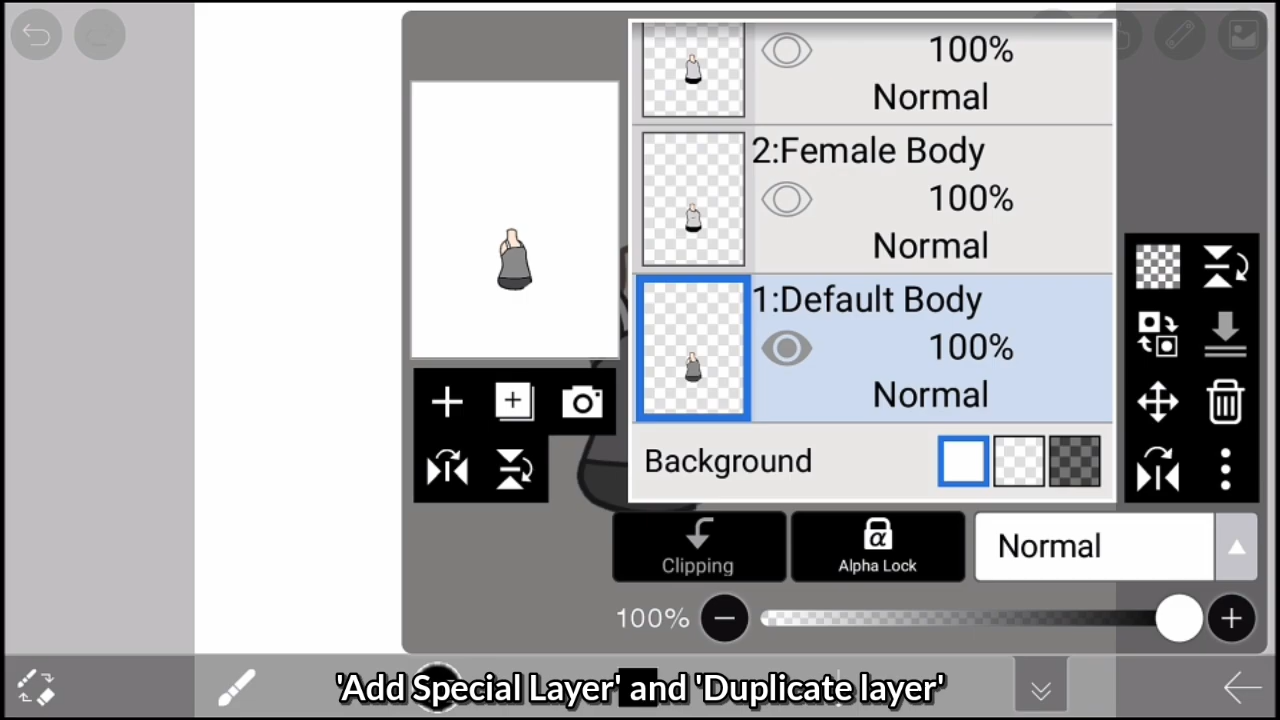 100%
Normal
2:Female Body
100%
Normal
1:Default Body
100%
Normal
Background
Clipping
Alpha Lock
Normal
100%
'Add Special Layer' and 'Duplicate layer'